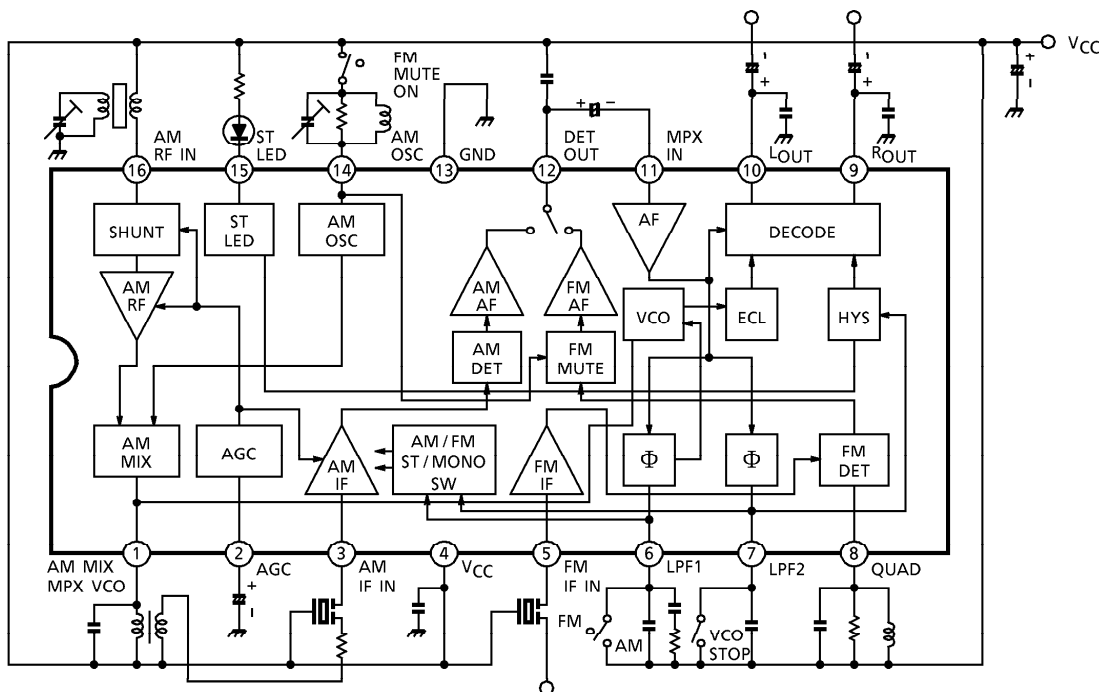 VCC
FM
MUTE
ON
AM
RF IN
ST
LED
AM
OSC
GND
DET
OUT
MPX
IN
LOUT
ROUT
16
15
14
13
12
11
10
9
SHUNT
ST
LED
AM
OSC
AF
DECODE
AM
RF
AM
AF
FM
AF
VCO
ECL
HYS
AM
DET
FM
MUTE
AM
MIX
AGC
AM
IF
AM / FM
ST / MONO
SW
FM
IF
Φ
Φ
FM
DET
1
2
3
4
5
6
7
8
AM MIX
MPX VCO
AGC
AM
IF IN
VCC
FM
IF IN
LPF1
LPF2
QUAD
FM
AM
VCO
STOP